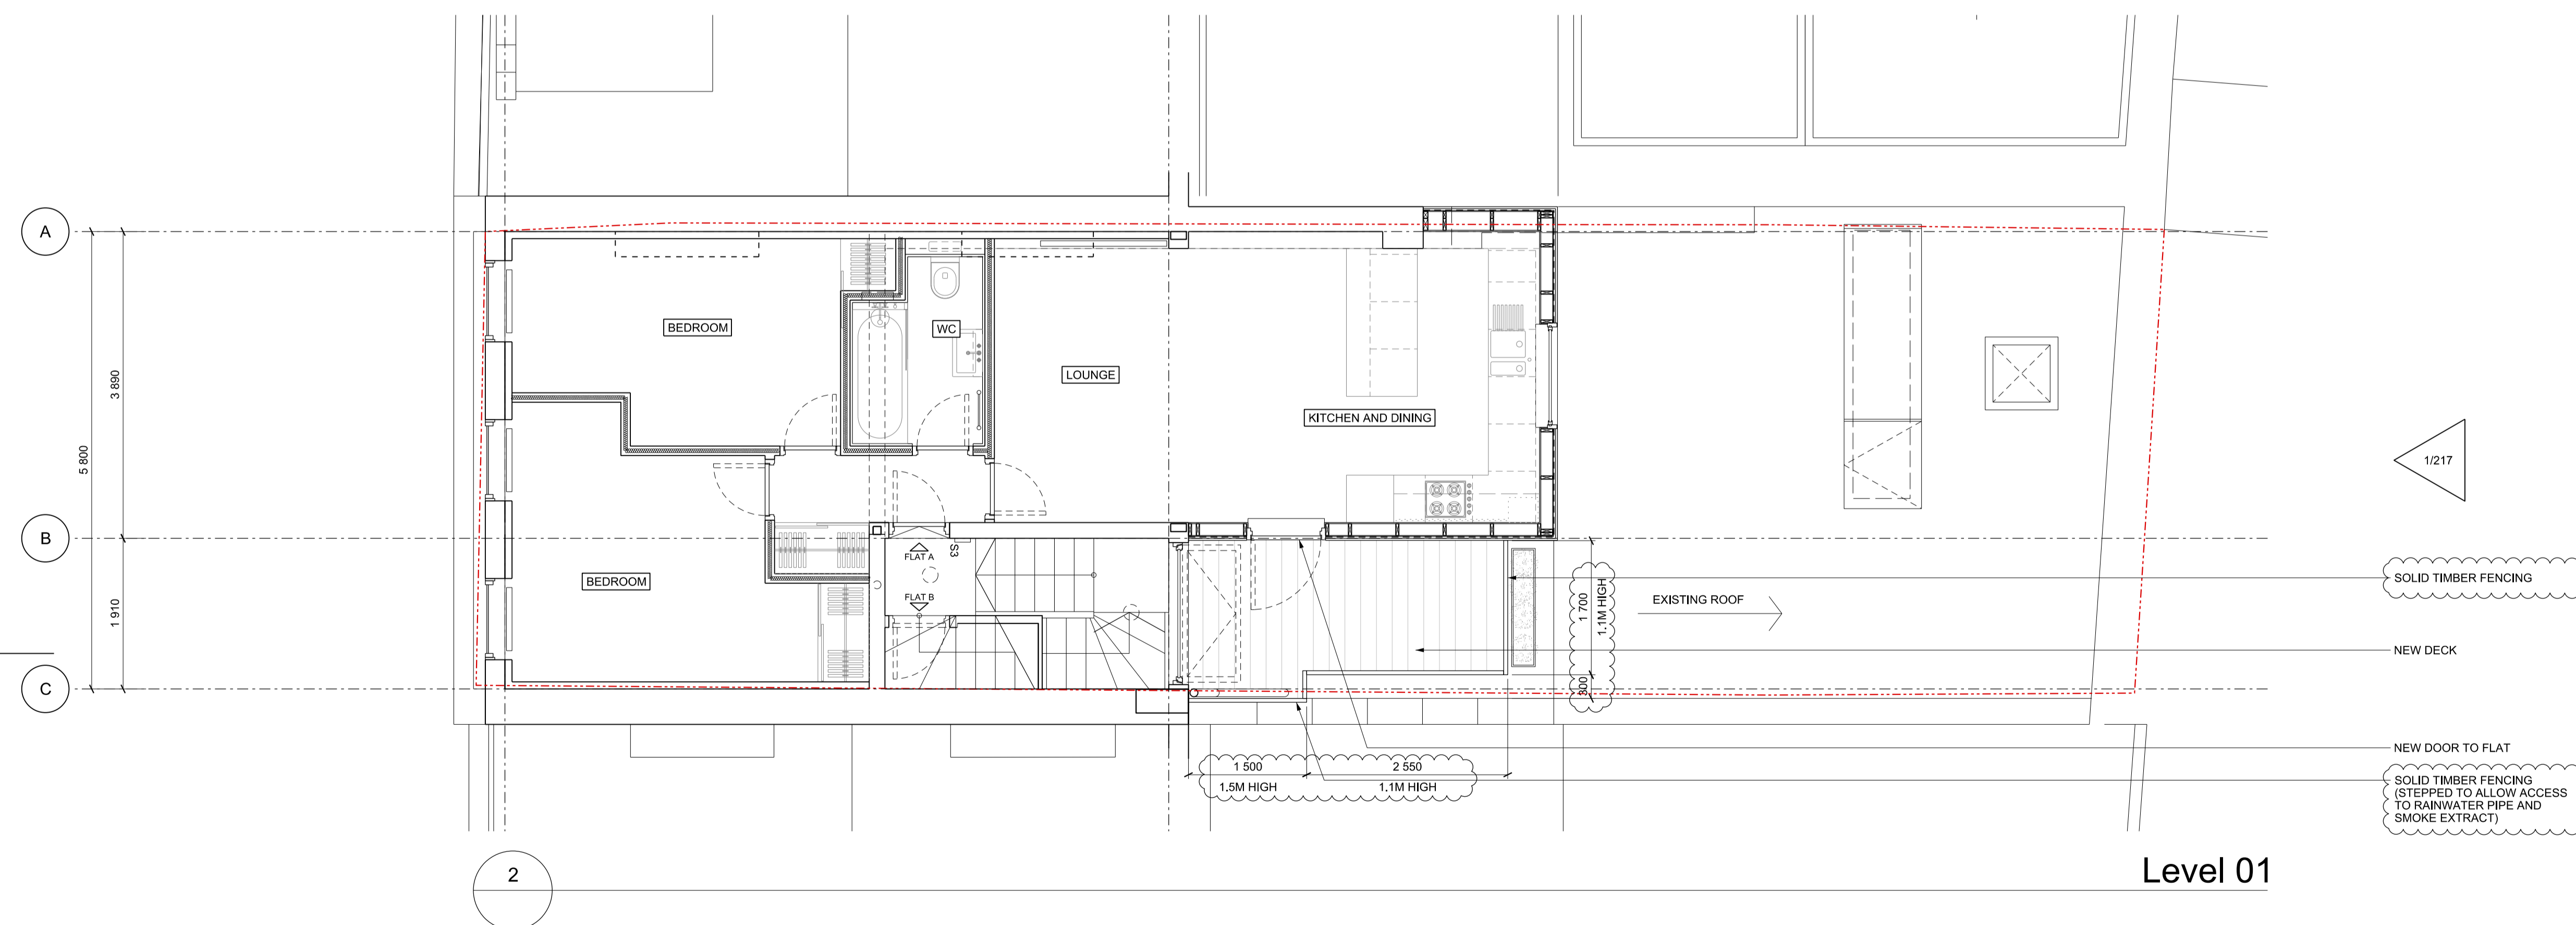 A
BEDROOM
WC
LOUNGE
KITCHEN AND DINING
3 890
5 800
1/217
B
FLAT A
S3
FLAT B
BEDROOM
1 910
1 700
1.1M HIGH
300
EXISTING ROOF
SOLID TIMBER FENCING
NEW DECK
C
NEW DOOR TO FLAT
1 500
2 550
1.5M HIGH
1.1M HIGH
SOLID TIMBER FENCING
(STEPPED TO ALLOW ACCESS
TO RAINWATER PIPE AND
SMOKE EXTRACT)
2
Level 01